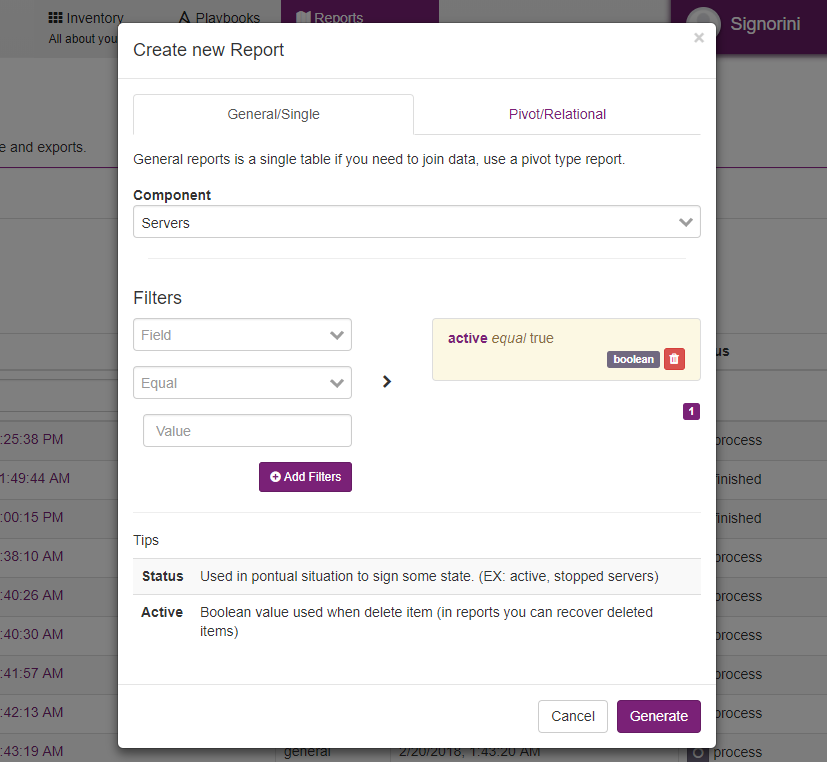 Inventory
Playbooks
Reports
Signorini
All about you
Create new Report
×
General/Single
Pivot/Relational
e and exports.
General reports is a single table if you need to join data, use a pivot type report.
Component
Servers
Filters
Field
active equal true
us
boolean
Equal
1
Value
:25:38 PM
process
1:49:44 AM
finished
Add Filters
:00:15 PM
finished
Tips
:38:10 AM
process
Status Used in pontual situation to sign some state. (EX: active, stopped servers)
:40:26 AM
process
Active Boolean value used when delete item (in reports you can recover deleted
items)
:40:30 AM
process
:41:57 AM
process
:42:13 AM
Cancel
Generate
process
:43:19 AM
general
2/20/2018, 1:43:20 AM
process